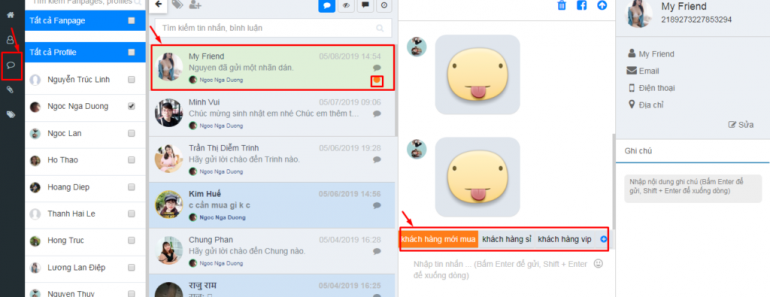 Tìm kiếm Fanpages, profiles
Tất cả Fanpage
Tất cả Profile
Nguyễn Trúc Linh
Ngoc Nga Duong
Ngoc Lan
Ho Thao
Hoang Diep
Thanh Hai Le
Hong Truc
Lương Lan Điệp
Nguyen Thuy
Tìm kiếm tin nhắn, bình luận
My Friend 05/06/2019 14:54
Nguyen đã gửi một nhãn dán.
Ngoc Nga Duong
Minh Vui 05/07/2019 09:06
Chúc mừng sinh nhật em nhé Chúc em thêm t...
Ngoc Nga Duong
Trần Thị Diễm Trinh 05/06/2019 19:28
Hãy gửi lời chào đến Trinh nào.
Ngoc Nga Duong
Kim Huê 05/06/2019 14:56
c cần mua gì k c
Ngoc Nga Duong
Chung Phan 05/04/2019 16:28
Hãy gửi lời chào đến Chung nào.
Ngoc Nga Duong
राजु राम 05/04/2019 16:28
khách hàng mới mua khách hàng sỉ khách hàng vip
Nhập tin nhắn... (Bấm Enter để gửi, Shift + Enter
để xuống dòng)
My Friend
2189273227853294
My Friend
Email
Điện thoại
Địa chỉ
Sửa
Ghi chú
Nhập nội dung ghi chú (Bấm Enter để
gửi, Shift + Enter để xuống dòng)